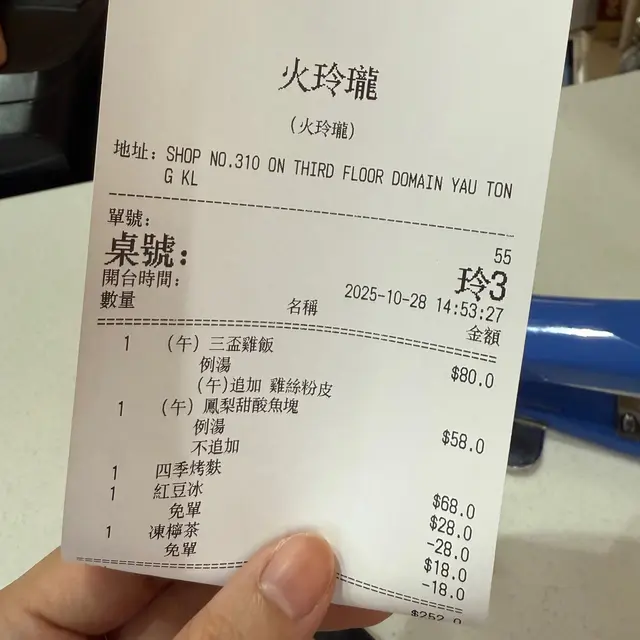 火玲瓏
(火玲瓏)
地址: SHOP NO.310 ON THIRD FLOOR DOMAIN YAU TON
G KL
單號: 55
桌號: 玲3
開台時間: 2025-10-28 14:53:27
數量 名稱 金額
1 (午) 三盃雞飯 $80.0
例湯
(午)追加 雞絲粉皮
1 (午) 鳳梨甜酸魚塊 $58.0
例湯
不追加
1 四季烤麩 $68.0
1 紅豆冰 $28.0
免單 -28.0
1 凍檸茶 $18.0
免單 -18.0
$252.0